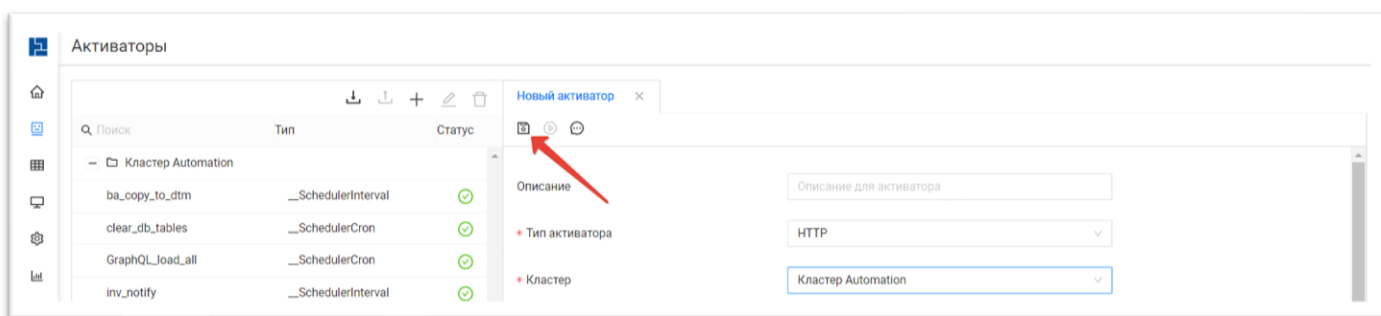 Активаторы
Новый активатор
Поиск Тип Статус
Кластер Automation
ba_copy_to_dtm __SchedulerInterval
clear_db_tables __SchedulerCron
GraphQL_load_all __SchedulerCron
inv_notify __SchedulerInterval
Описание Описание для активатора
* Тип активатора HTTP
* Кластер Кластер Automation